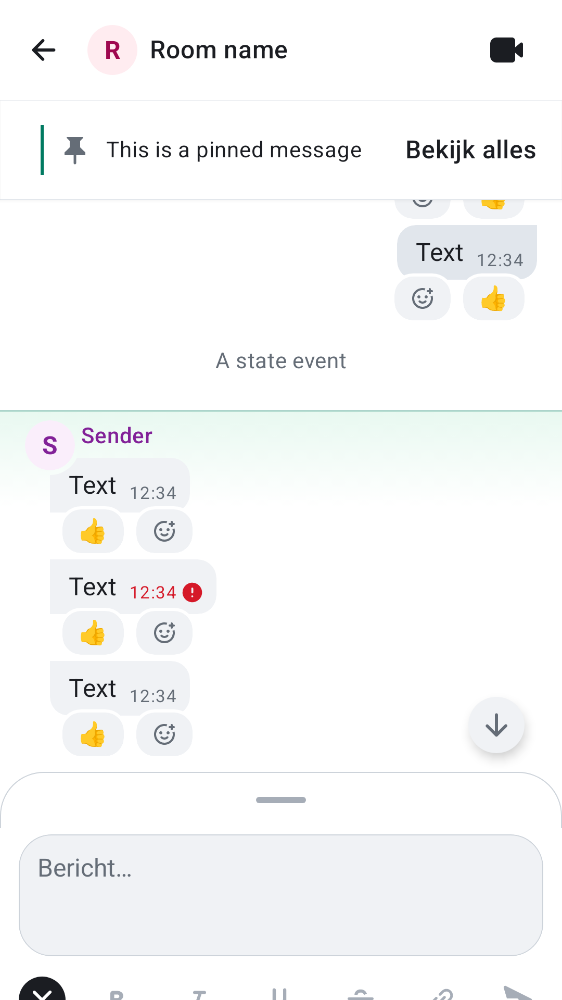 R Room name
This is a pinned message Bekijk alles
Text 12:34
A state event
S Sender
Text 12:34
Text 12:34
Text 12:34
Bericht...